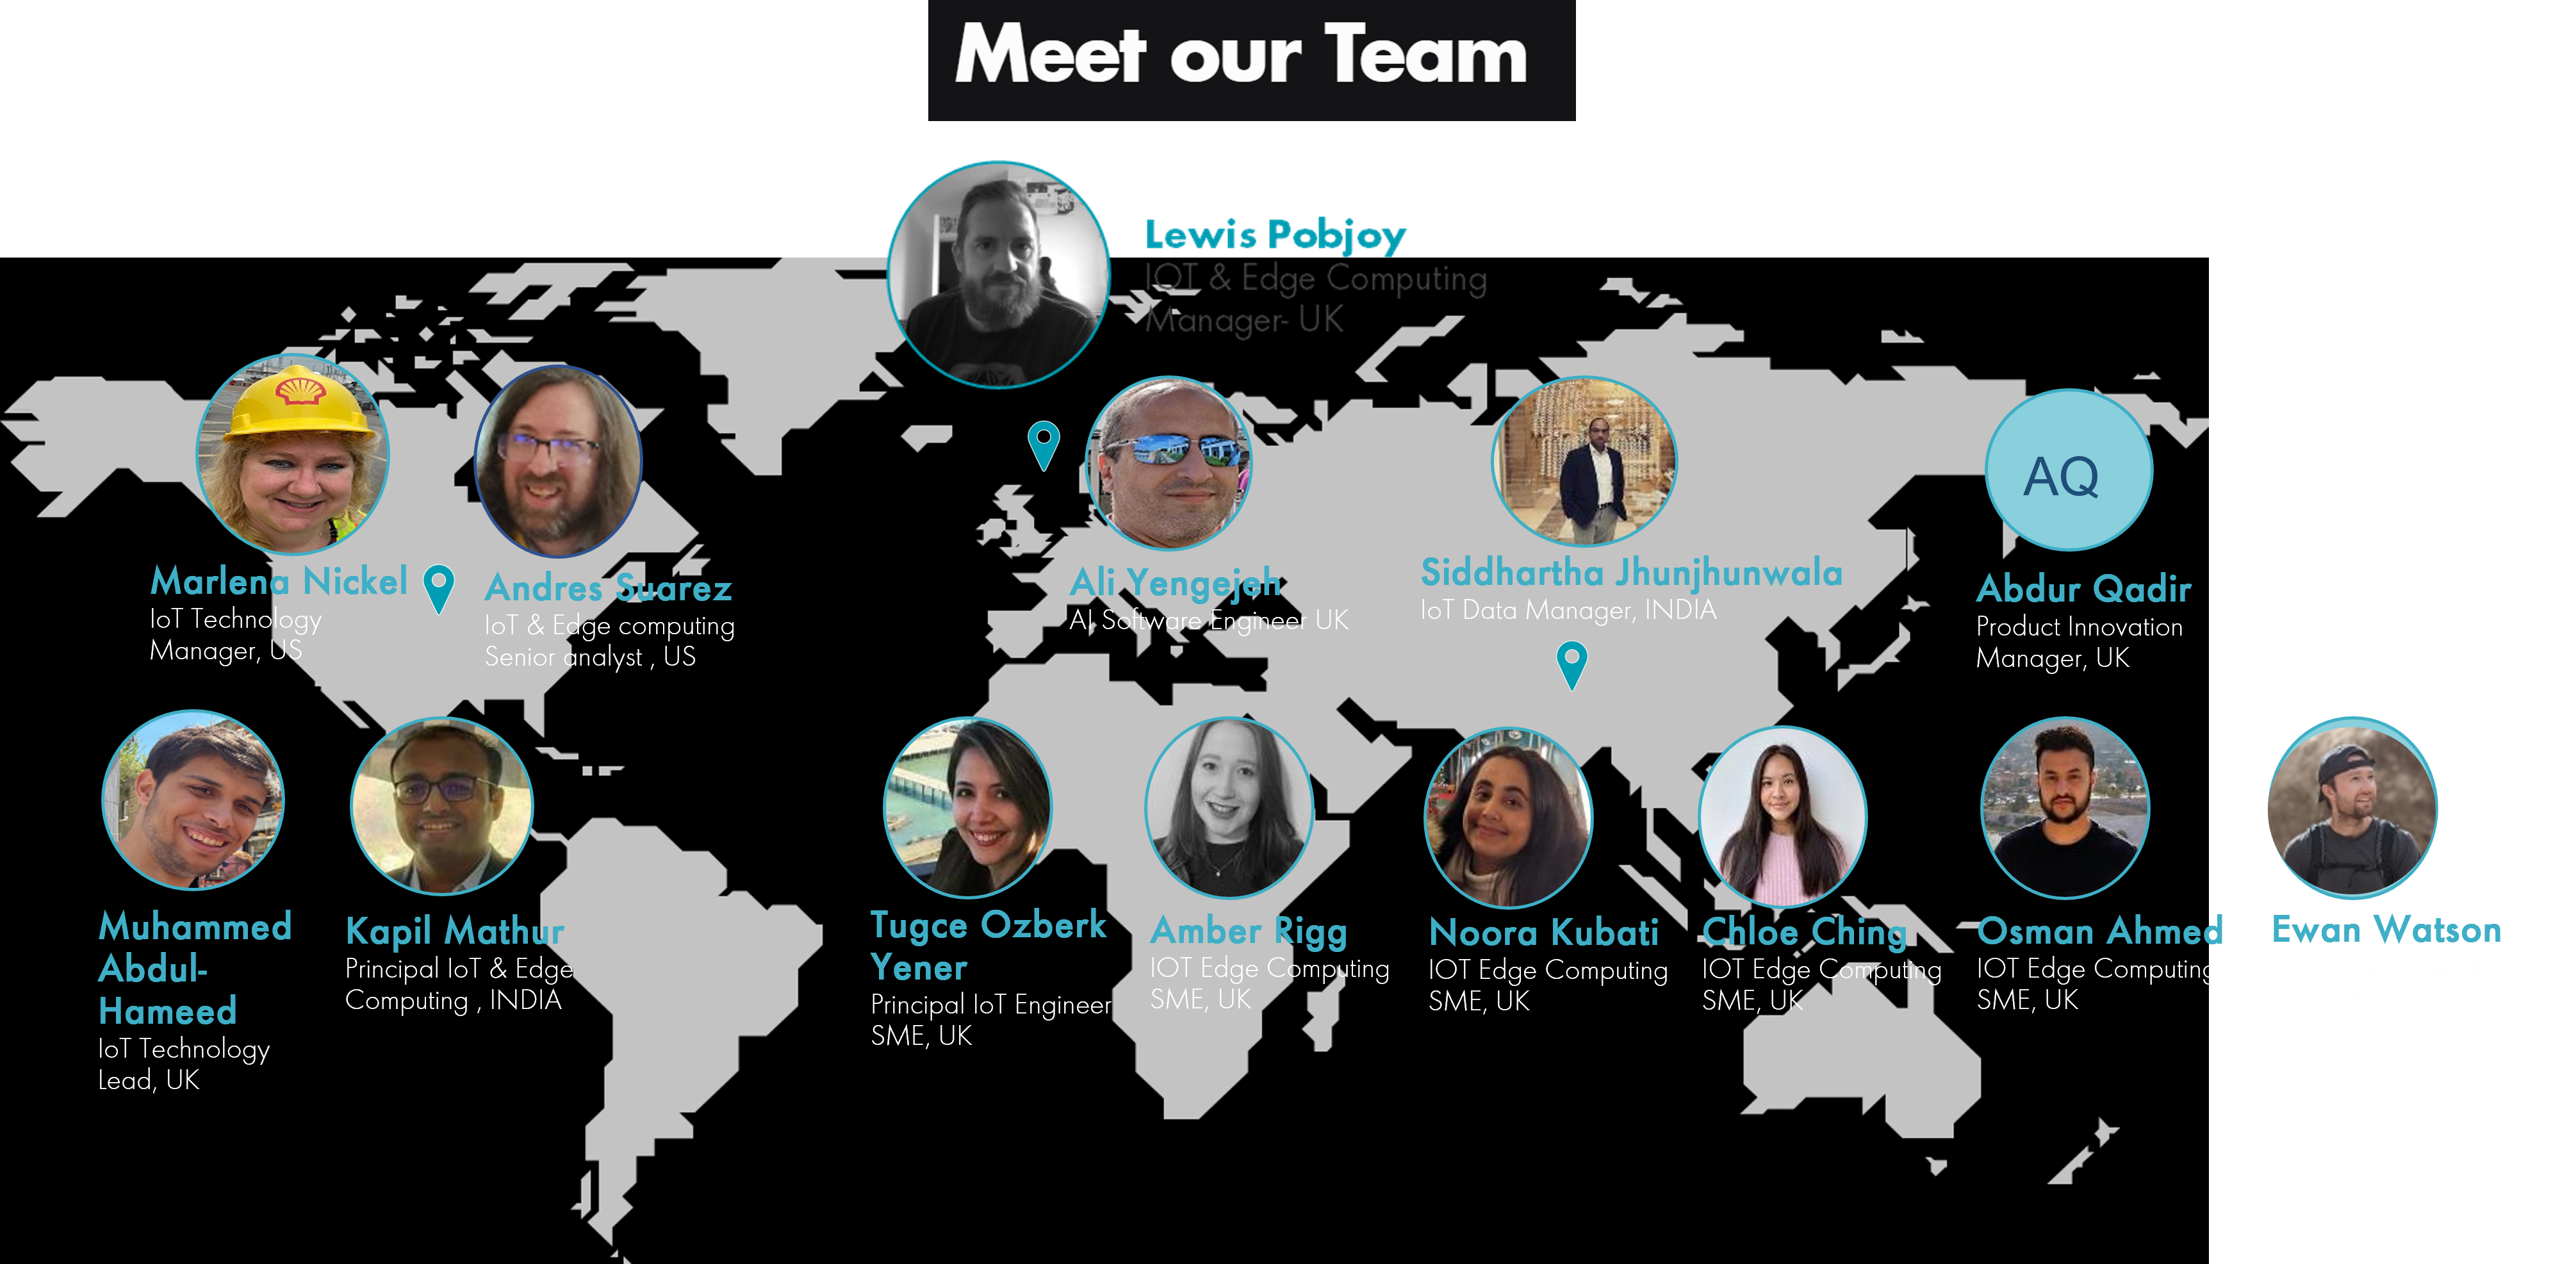 Meet our Team
Lewis Pobjoy
IOT & Edge Computing
Manager- UK
AQ
Marlena Nickel
IoT Technology
Manager, US
Andres Suarez
IoT & Edge computing
Senior analyst , US
Ali Yengejeh
AI Software Engineer UK
Siddhartha Jhunjhunwala
IoT Data Manager, INDIA
Abdur Qadir
Product Innovation
Manager, UK
Muhammed
Abdul-
Hameed
IoT Technology
Lead, UK
Kapil Mathur
Principal IoT & Edge
Computing , INDIA
Tugce Ozberk
Yener
Principal IoT Engineer
SME, UK
Amber Rigg
IOT Edge Computing
SME, UK
Noora Kubati
IOT Edge Computing
SME, UK
Chloe Ching
IOT Edge Computing
SME, UK
Osman Ahmed
IOT Edge Computing
SME, UK
Ewan Watson